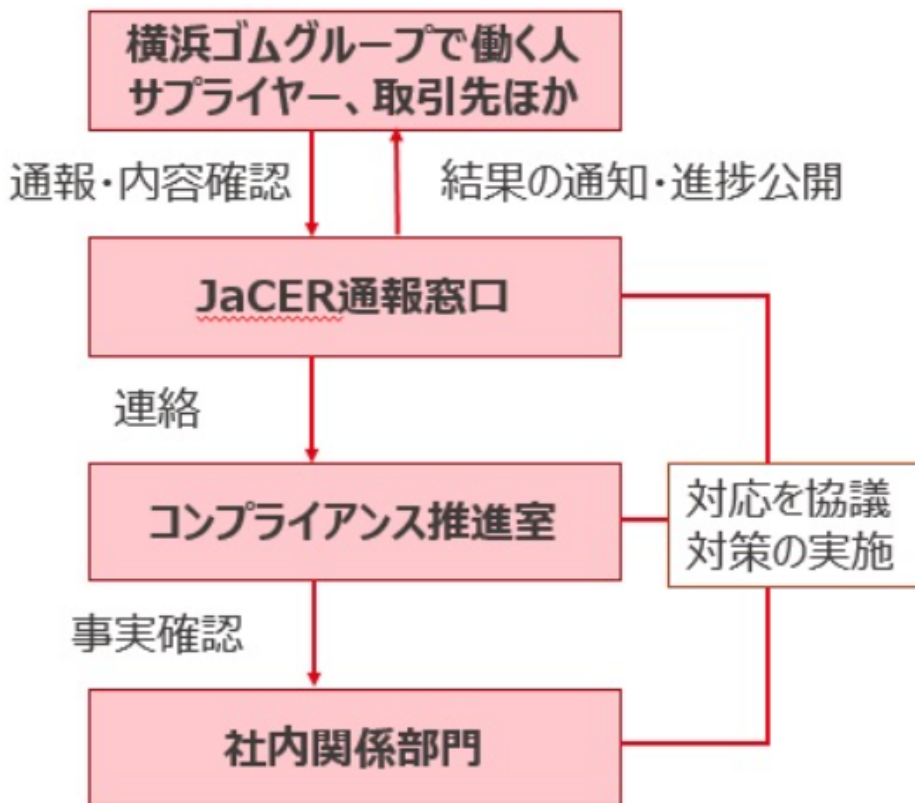 横浜ゴムグループで働く人
サプライヤー、取引先ほか
通報・内容確認
結果の通知・進捗公開
JaCER通報窓口
連絡
コンプライアンス推進室
対応を協議
対策の実施
事実確認
社内関係部門